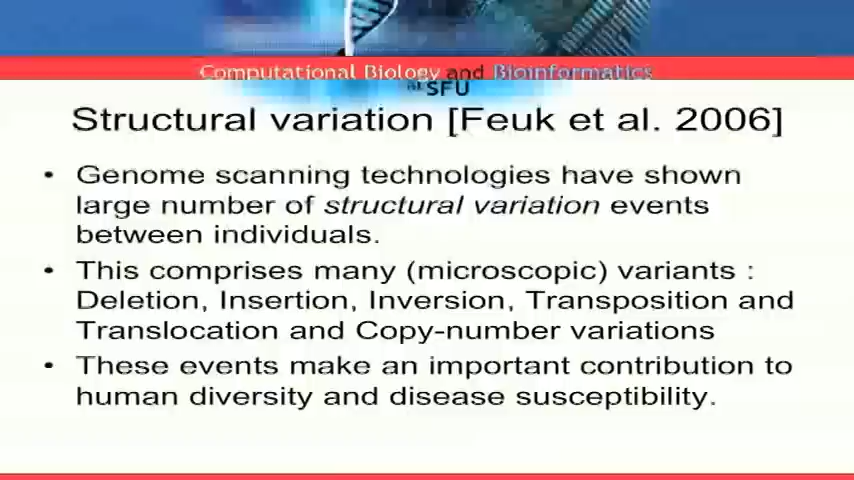 Computational Biology and Bioinformatics
at SFU
Structural variation [Feuk et al. 2006]
• Genome scanning technologies have shown
large number of structural variation events
between individuals.
• This comprises many (microscopic) variants :
Deletion, Insertion, Inversion, Transposition and
Translocation and Copy-number variations
• These events make an important contribution to
human diversity and disease susceptibility.